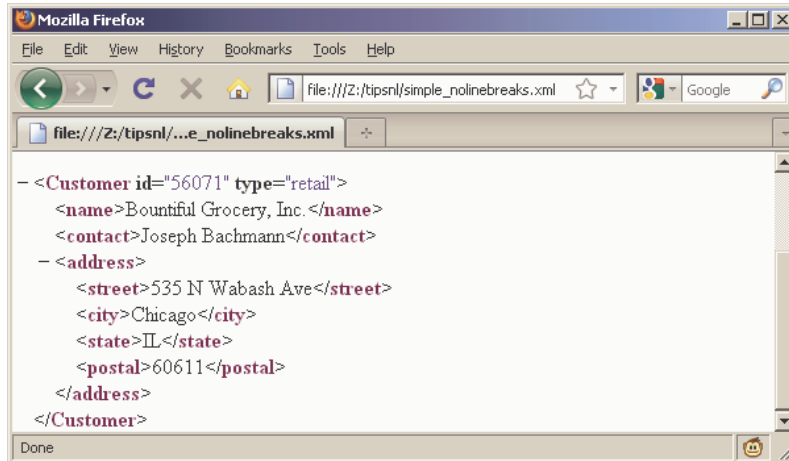 Mozilla Firefox
File Edit View History Bookmarks Tools Help
file:///Z:/tipsnl/simple_nolinebreaks.xml Google
file:///Z:/tipsnl/...e_nolinebreaks.xml
− <Customer id="56071" type="retail">
<name>Bountiful Grocery, Inc.</name>
<contact>Joseph Bachmann</contact>
− <address>
<street>535 N Wabash Ave</street>
<city>Chicago</city>
<state>IL</state>
<postal>60611</postal>
</address>
</Customer>
Done